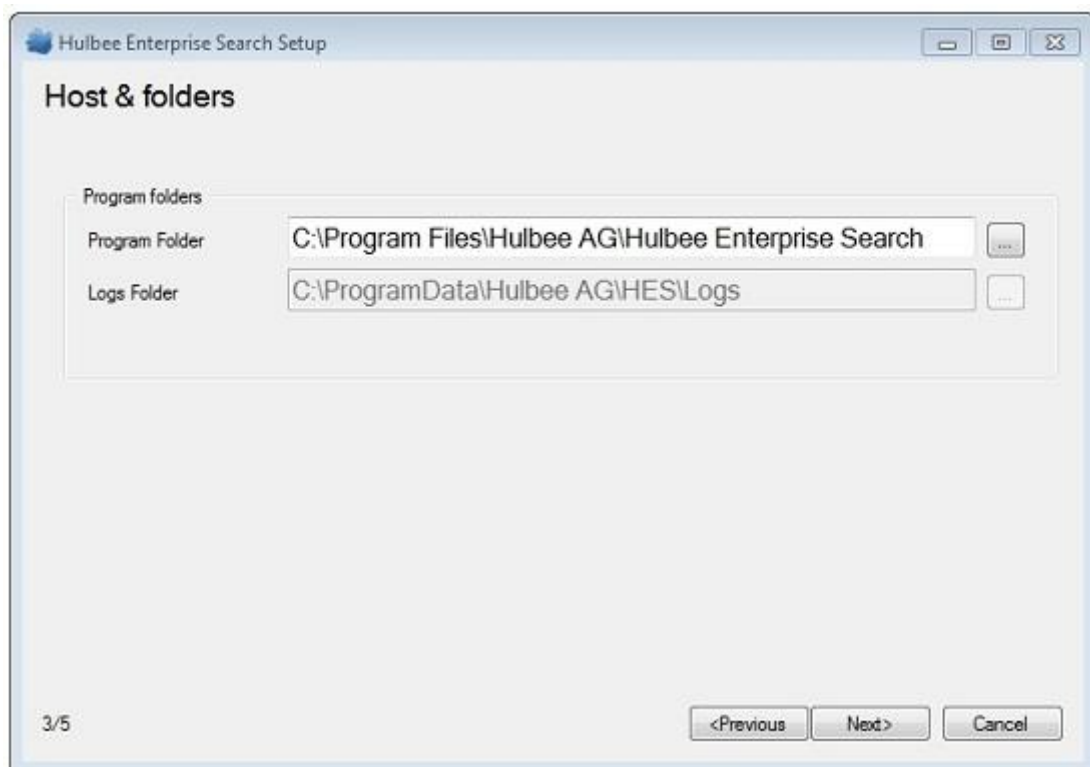 Hulbee Enterprise Search Setup
Host & folders
Program folders
Program Folder C:\Program Files\Hulbee AG\Hulbee Enterprise Search ...
Logs Folder C:\ProgramData\Hulbee AG\HES\Logs ...
3/5 <Previous Next> Cancel